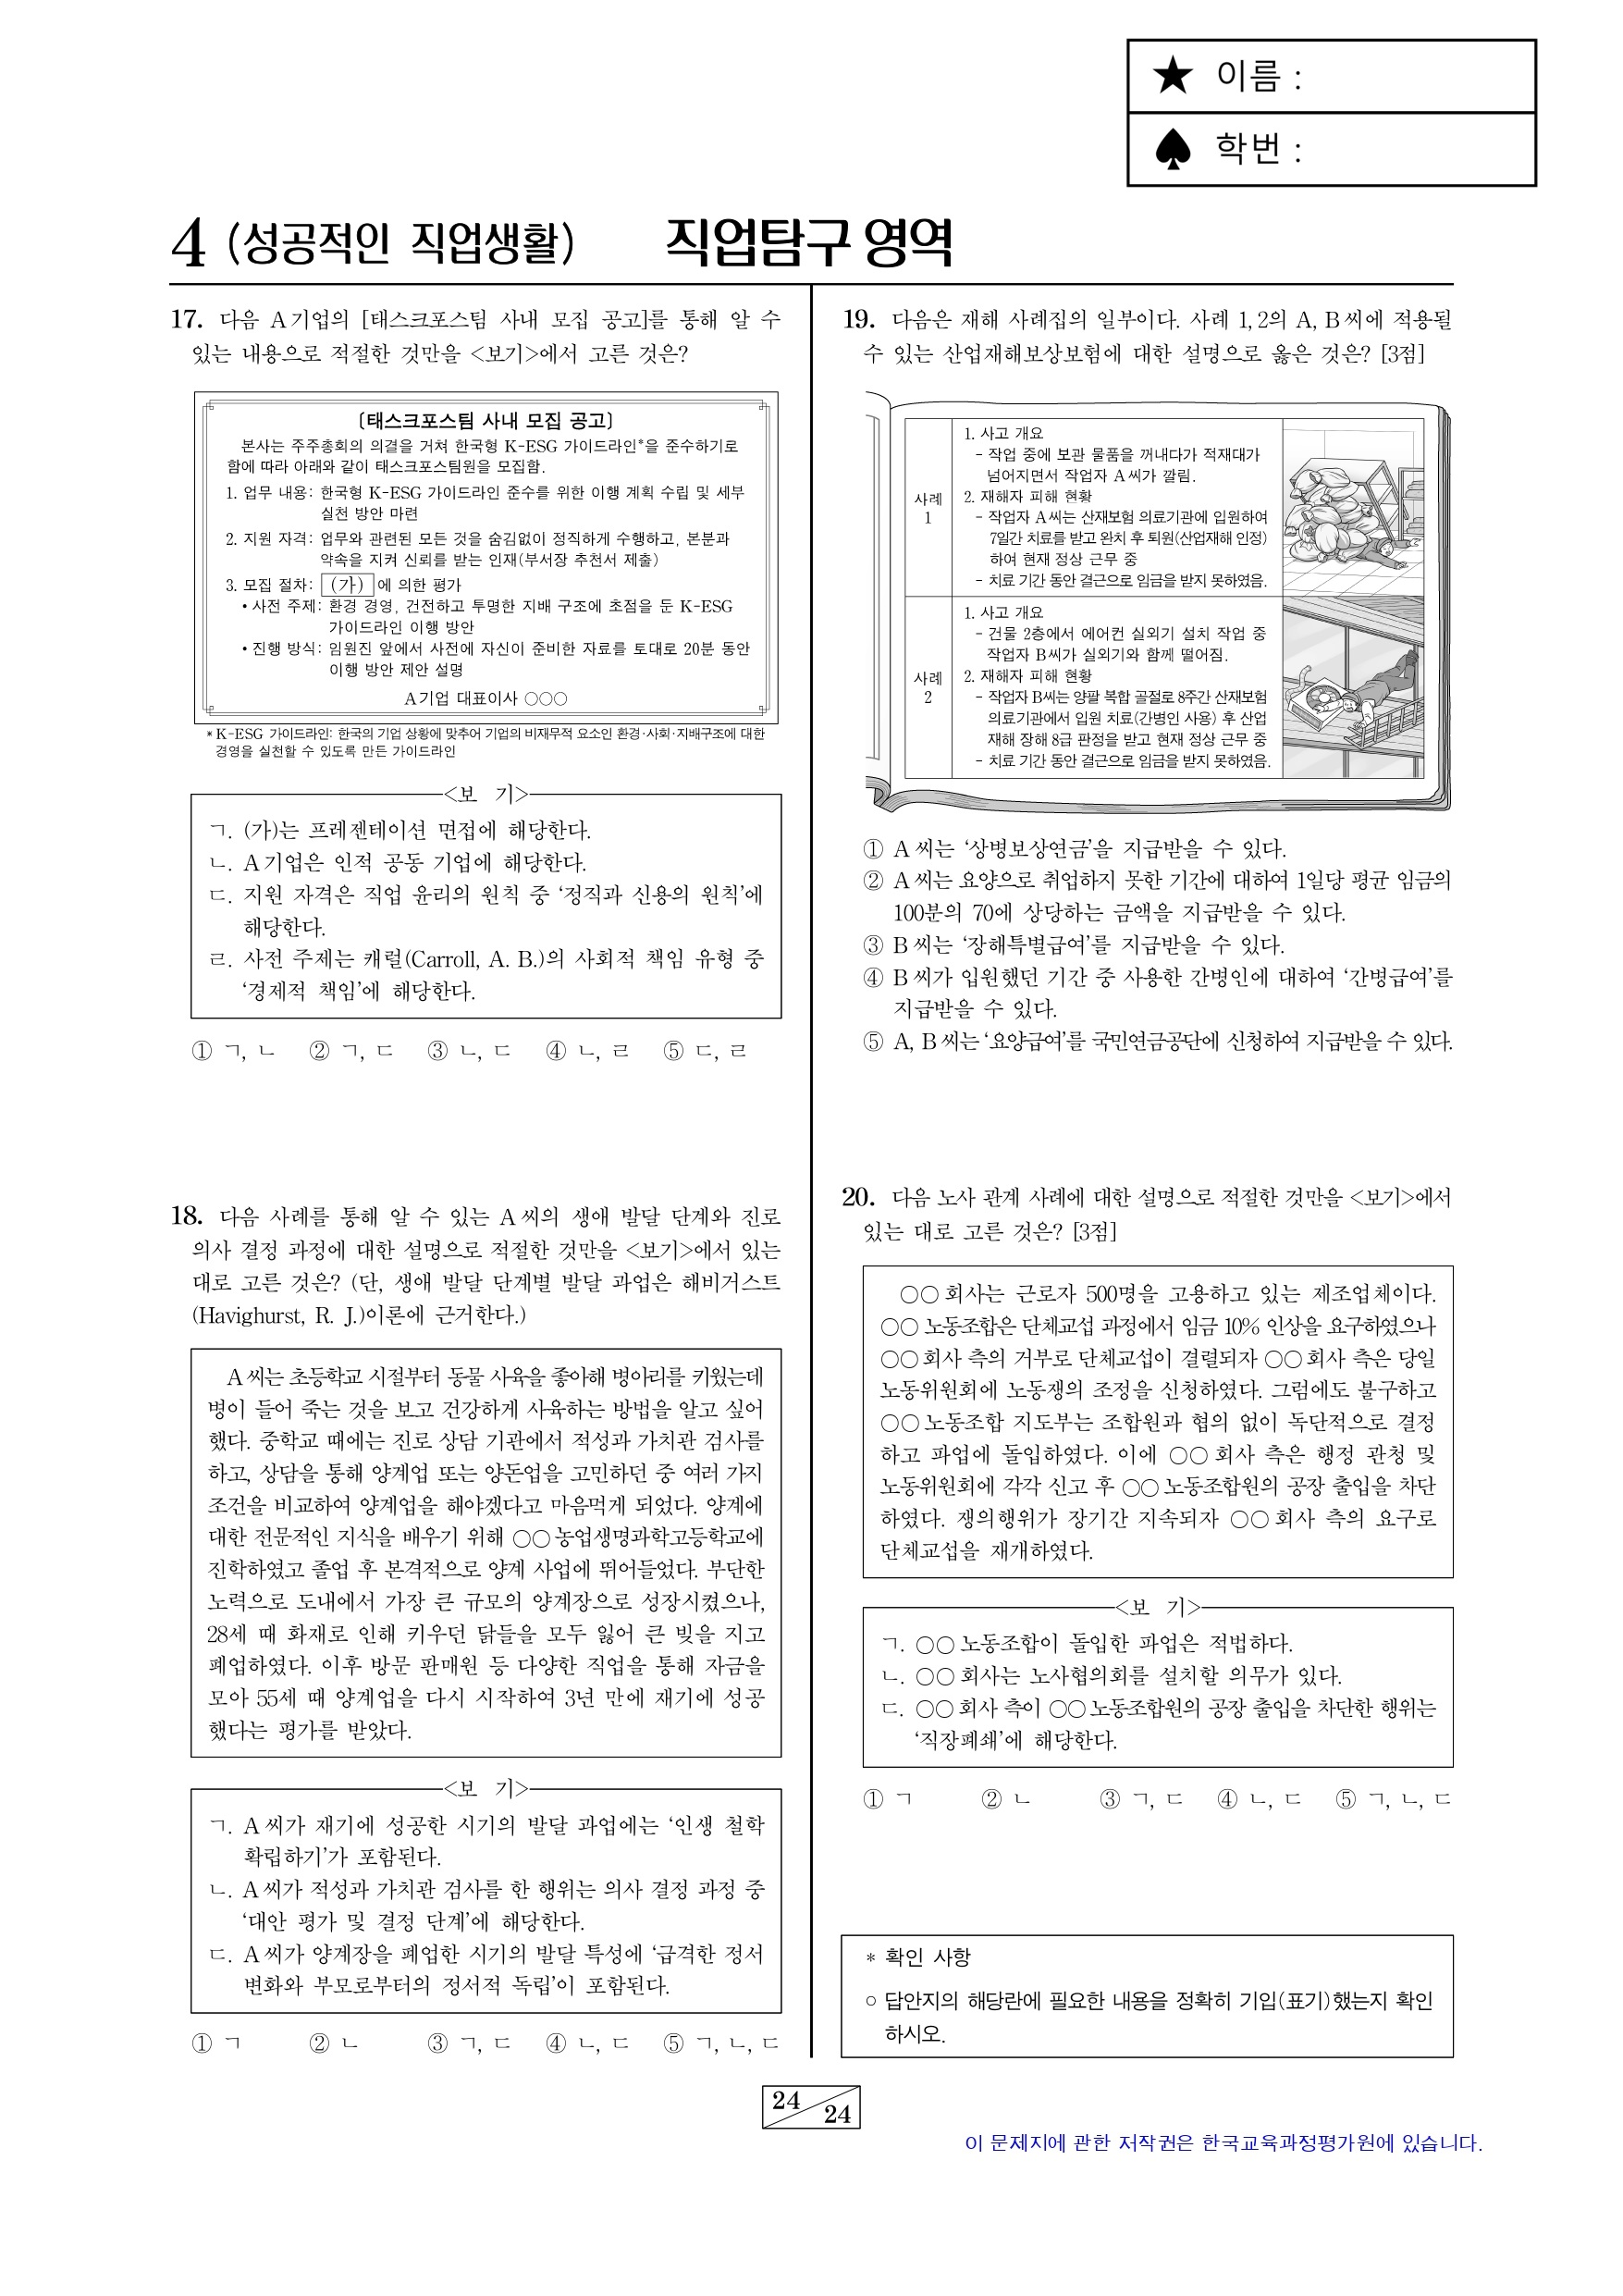 ★ 이름 :
♠ 학번 :
4 (성공적인 직업생활) 직업탐구 영역
17. 다음 A기업의 [태스크포스팀 사내 모집 공고]를 통해 알 수
있는 내용으로 적절한 것만을 <보기>에서 고른 것은?
[태스크포스팀 사내 모집 공고]
본사는 주주총회의 의결을 거쳐 한국형 K-ESG 가이드라인*을 준수하기로
함에 따라 아래와 같이 태스크포스팀원을 모집함.
1. 업무 내용: 한국형 K-ESG 가이드라인 준수를 위한 이행 계획 수립 및 세부
실천 방안 마련
2. 지원 자격: 업무와 관련된 모든 것을 숨김없이 정직하게 수행하고, 본분과
약속을 지켜 신뢰를 받는 인재(부서장 추천서 제출)
3. 모집 절차: (가) 에 의한 평가
• 사전 주제: 환경 경영, 건전하고 투명한 지배 구조에 초점을 둔 K-ESG
가이드라인 이행 방안
• 진행 방식: 임원진 앞에서 사전에 자신이 준비한 자료를 토대로 20분 동안
이행 방안 제안 설명
A기업 대표이사 ○○○
* K-ESG 가이드라인: 한국의 기업 상황에 맞추어 기업의 비재무적 요소인 환경·사회·지배구조에 대한
경영을 실천할 수 있도록 만든 가이드라인
<보 기>
ㄱ. (가)는 프레젠테이션 면접에 해당한다.
ㄴ. A기업은 인적 공동 기업에 해당한다.
ㄷ. 지원 자격은 직업 윤리의 원칙 중 '정직과 신용의 원칙'에
해당한다.
ㄹ. 사전 주제는 캐럴(Carroll, A. B.)의 사회적 책임 유형 중
'경제적 책임'에 해당한다.
① ㄱ, ㄴ ② ㄱ, ㄷ ③ ㄴ, ㄷ ④ ㄴ, ㄹ ⑤ ㄷ, ㄹ
18. 다음 사례를 통해 알 수 있는 A씨의 생애 발달 단계와 진로
의사 결정 과정에 대한 설명으로 적절한 것만을 <보기>에서 있는
대로 고른 것은? (단, 생애 발달 단계별 발달 과업은 해비거스트
(Havighurst, R. J.)이론에 근거한다.)
A씨는 초등학교 시절부터 동물 사육을 좋아해 병아리를 키웠는데
병이 들어 죽는 것을 보고 건강하게 사육하는 방법을 알고 싶어
했다. 중학교 때에는 진로 상담 기관에서 적성과 가치관 검사를
하고, 상담을 통해 양계업 또는 양돈업을 고민하던 중 여러 가지
조건을 비교하여 양계업을 해야겠다고 마음먹게 되었다. 양계에
대한 전문적인 지식을 배우기 위해 ○○농업생명과학고등학교에
진학하였고 졸업 후 본격적으로 양계 사업에 뛰어들었다. 부단한
노력으로 도내에서 가장 큰 규모의 양계장으로 성장시켰으나,
28세 때 화재로 인해 키우던 닭들을 모두 잃어 큰 빚을 지고
폐업하였다. 이후 방문 판매원 등 다양한 직업을 통해 자금을
모아 55세 때 양계업을 다시 시작하여 3년 만에 재기에 성공
했다는 평가를 받았다.
<보 기>
ㄱ. A씨가 재기에 성공한 시기의 발달 과업에는 '인생 철학
확립하기'가 포함된다.
ㄴ. A씨가 적성과 가치관 검사를 한 행위는 의사 결정 과정 중
'대안 평가 및 결정 단계'에 해당한다.
ㄷ. A씨가 양계장을 폐업한 시기의 발달 특성에 '급격한 정서
변화와 부모로부터의 정서적 독립'이 포함된다.
① ㄱ ② ㄴ ③ ㄱ, ㄷ ④ ㄴ, ㄷ ⑤ ㄱ, ㄴ, ㄷ
19. 다음은 재해 사례집의 일부이다. 사례 1, 2의 A, B씨에 적용될
수 있는 산업재해보상보험에 대한 설명으로 옳은 것은? [3점]
사례
1
1. 사고 개요
- 작업 중에 보관 물품을 꺼내다가 적재대가
넘어지면서 작업자 A씨가 깔림.
2. 재해자 피해 현황
- 작업자 A씨는 산재보험 의료기관에 입원하여
7일간 치료를 받고 완치 후 퇴원(산업재해 인정)
하여 현재 정상 근무 중
- 치료 기간 동안 결근으로 임금을 받지 못하였음.
사례
2
1. 사고 개요
- 건물 2층에서 에어컨 실외기 설치 작업 중
작업자 B씨가 실외기와 함께 떨어짐.
2. 재해자 피해 현황
- 작업자 B씨는 양팔 복합 골절로 8주간 산재보험
의료기관에서 입원 치료(간병인 사용) 후 산업
재해 장해 8급 판정을 받고 현재 정상 근무 중
- 치료 기간 동안 결근으로 임금을 받지 못하였음.
① A씨는 '상병보상연금'을 지급받을 수 있다.
② A씨는 요양으로 취업하지 못한 기간에 대하여 1일당 평균 임금의
100분의 70에 상당하는 금액을 지급받을 수 있다.
③ B씨는 '장해특별급여'를 지급받을 수 있다.
④ B씨가 입원했던 기간 중 사용한 간병인에 대하여 '간병급여'를
지급받을 수 있다.
⑤ A, B씨는 '요양급여'를 국민연금공단에 신청하여 지급받을 수 있다.
20. 다음 노사 관계 사례에 대한 설명으로 적절한 것만을 <보기>에서
있는 대로 고른 것은? [3점]
○○회사는 근로자 500명을 고용하고 있는 제조업체이다.
○○노동조합은 단체교섭 과정에서 임금 10% 인상을 요구하였으나
○○회사 측의 거부로 단체교섭이 결렬되자 ○○회사 측은 당일
노동위원회에 노동쟁의 조정을 신청하였다. 그럼에도 불구하고
○○노동조합 지도부는 조합원과 협의 없이 독단적으로 결정
하고 파업에 돌입하였다. 이에 ○○회사 측은 행정 관청 및
노동위원회에 각각 신고 후 ○○노동조합원의 공장 출입을 차단
하였다. 쟁의행위가 장기간 지속되자 ○○회사 측의 요구로
단체교섭을 재개하였다.
<보 기>
ㄱ. ○○노동조합이 돌입한 파업은 적법하다.
ㄴ. ○○회사는 노사협의회를 설치할 의무가 있다.
ㄷ. ○○회사 측이 ○○노동조합원의 공장 출입을 차단한 행위는
'직장폐쇄'에 해당한다.
① ㄱ ② ㄴ ③ ㄱ, ㄷ ④ ㄴ, ㄷ ⑤ ㄱ, ㄴ, ㄷ
* 확인 사항
○ 답안지의 해당란에 필요한 내용을 정확히 기입(표기)했는지 확인
하시오.
24/24
이 문제지에 관한 저작권은 한국교육과정평가원에 있습니다.